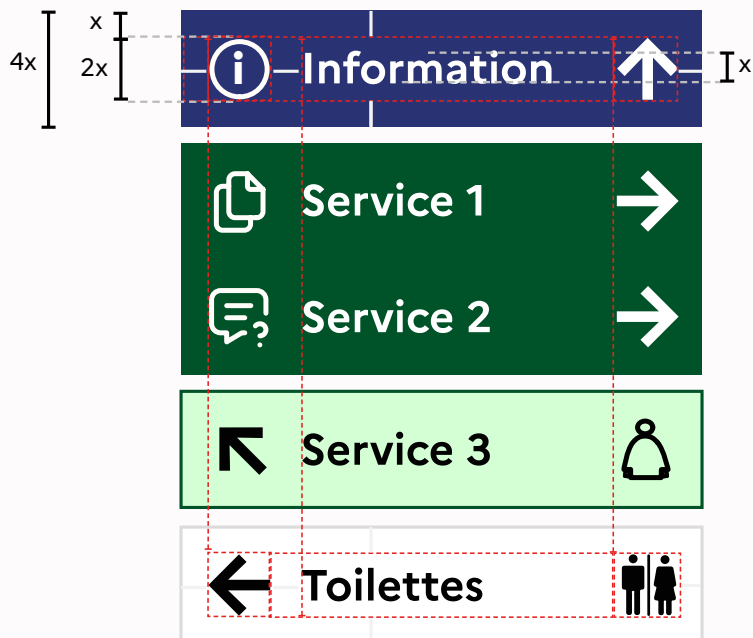 x
4x
2x
i Information
x
Service 1
Service 2
?
Service 3
Toilettes